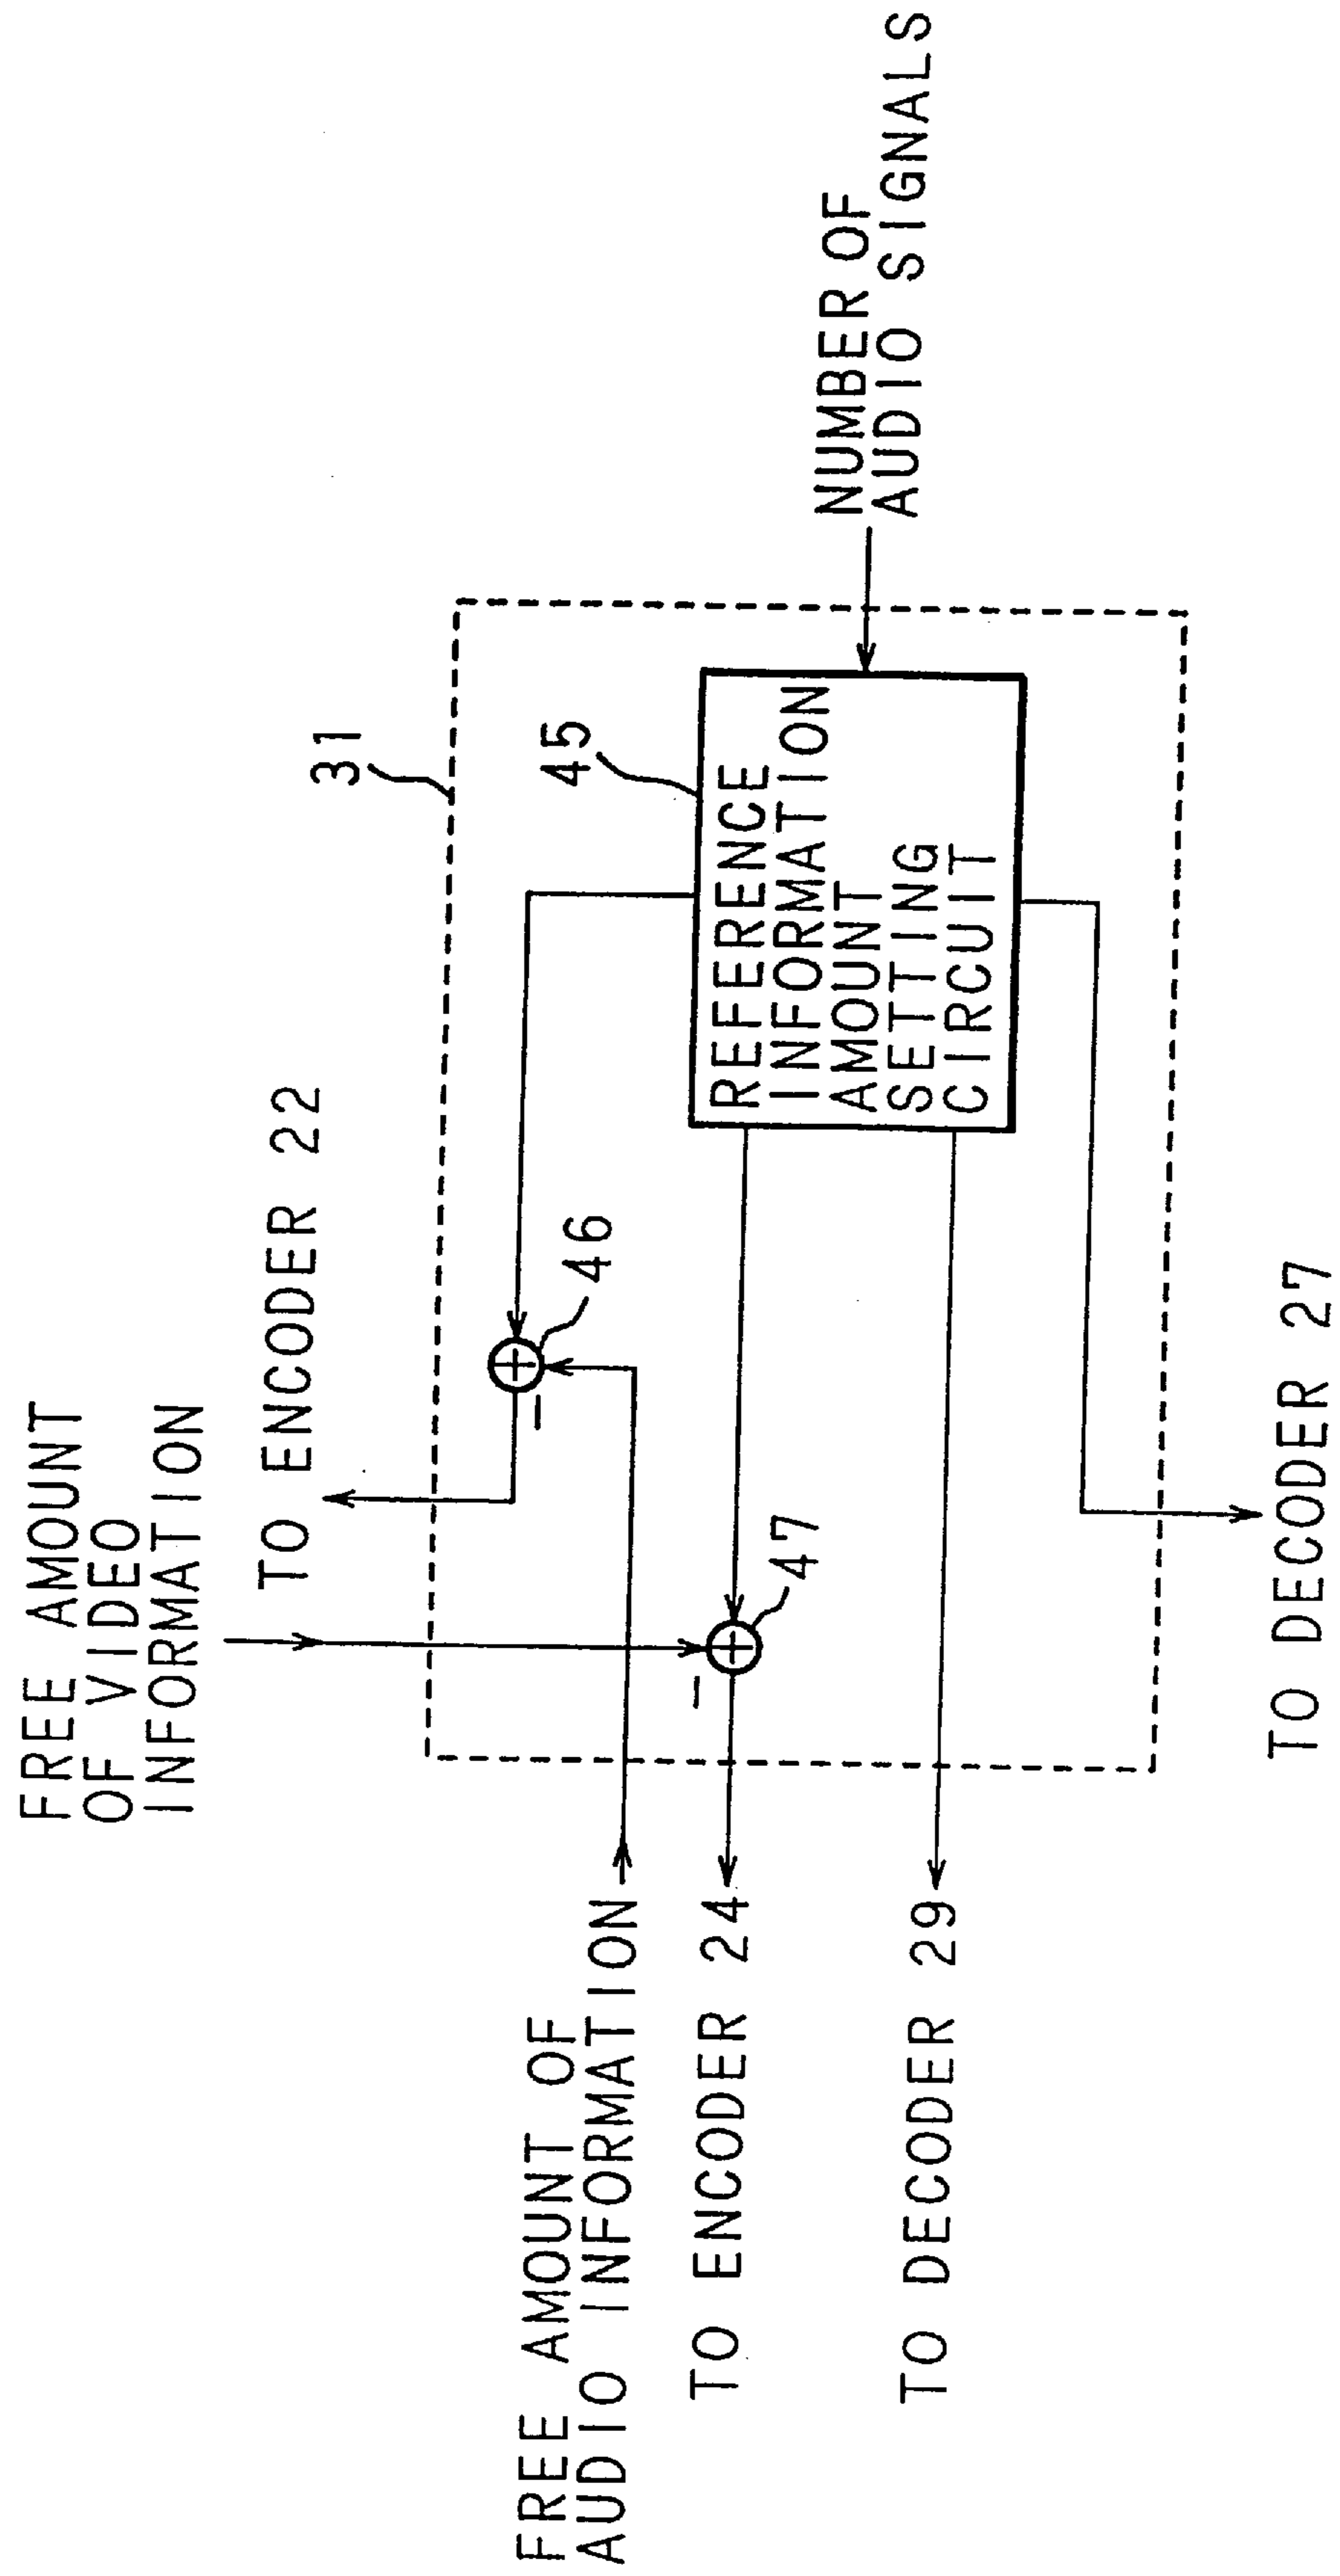 FREE AMOUNT
OF VIDEO
INFORMATION
TO ENCODER 22
31
46
45
FREE AMOUNT OF
AUDIO INFORMATION
TO ENCODER 24
47
REFERENCE
INFORMATION
AMOUNT
SETTING
CIRCUIT
NUMBER OF
AUDIO SIGNALS
TO DECODER 29
TO DECODER 27